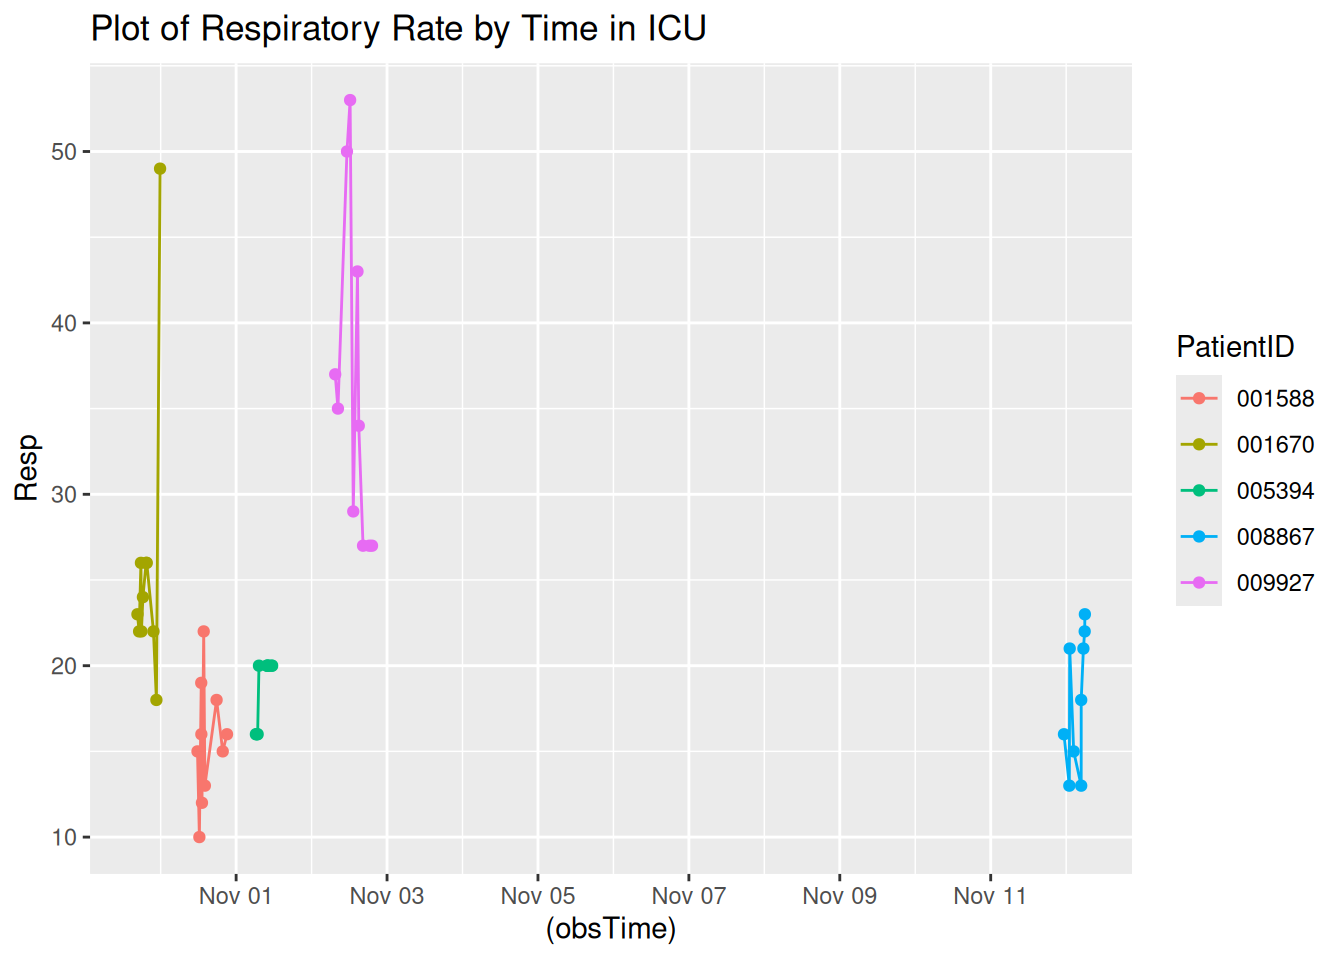 Plot of Respiratory Rate by Time in ICU
50
40
30
20
10
Resp
Nov 01 Nov 03 Nov 05 Nov 07 Nov 09 Nov 11
(obsTime)
PatientID
001588
001670
005394
008867
009927